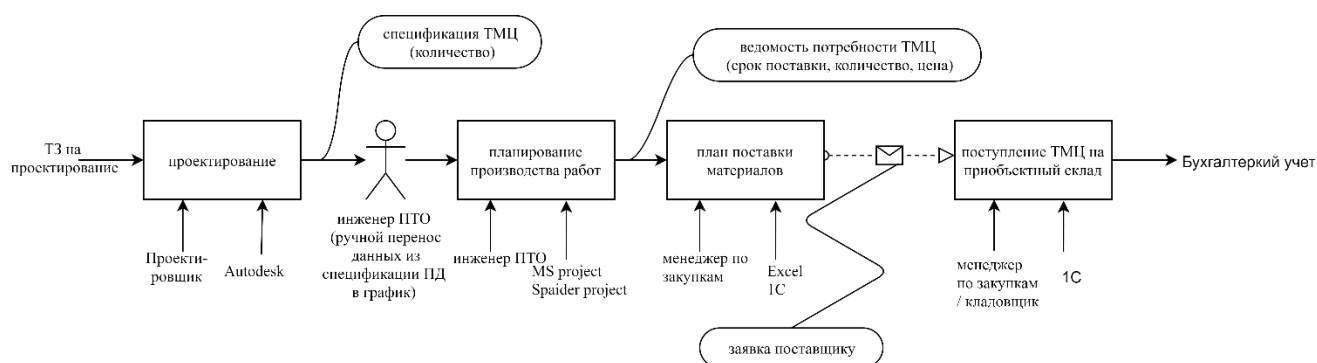 спецификация ТМЦ
(количество)
ведомость потребности ТМЦ
(срок поставки, количество, цена)
ТЗ на
проектирование
проектирование
планирование
производства работ
план поставки
материалов
поступление ТМЦ на
приобъектный склад
Бухгалтеркий учет
инженер ПТО
(ручной перенос
данных из
спецификации ПД
в график)
Проекти-
ровщик
Autodesk
инженер ПТО
MS project
Spaider project
менеджер по
закупкам
Excel
1С
менеджер
по закупкам
/ кладовщик
1С
заявка поставщику